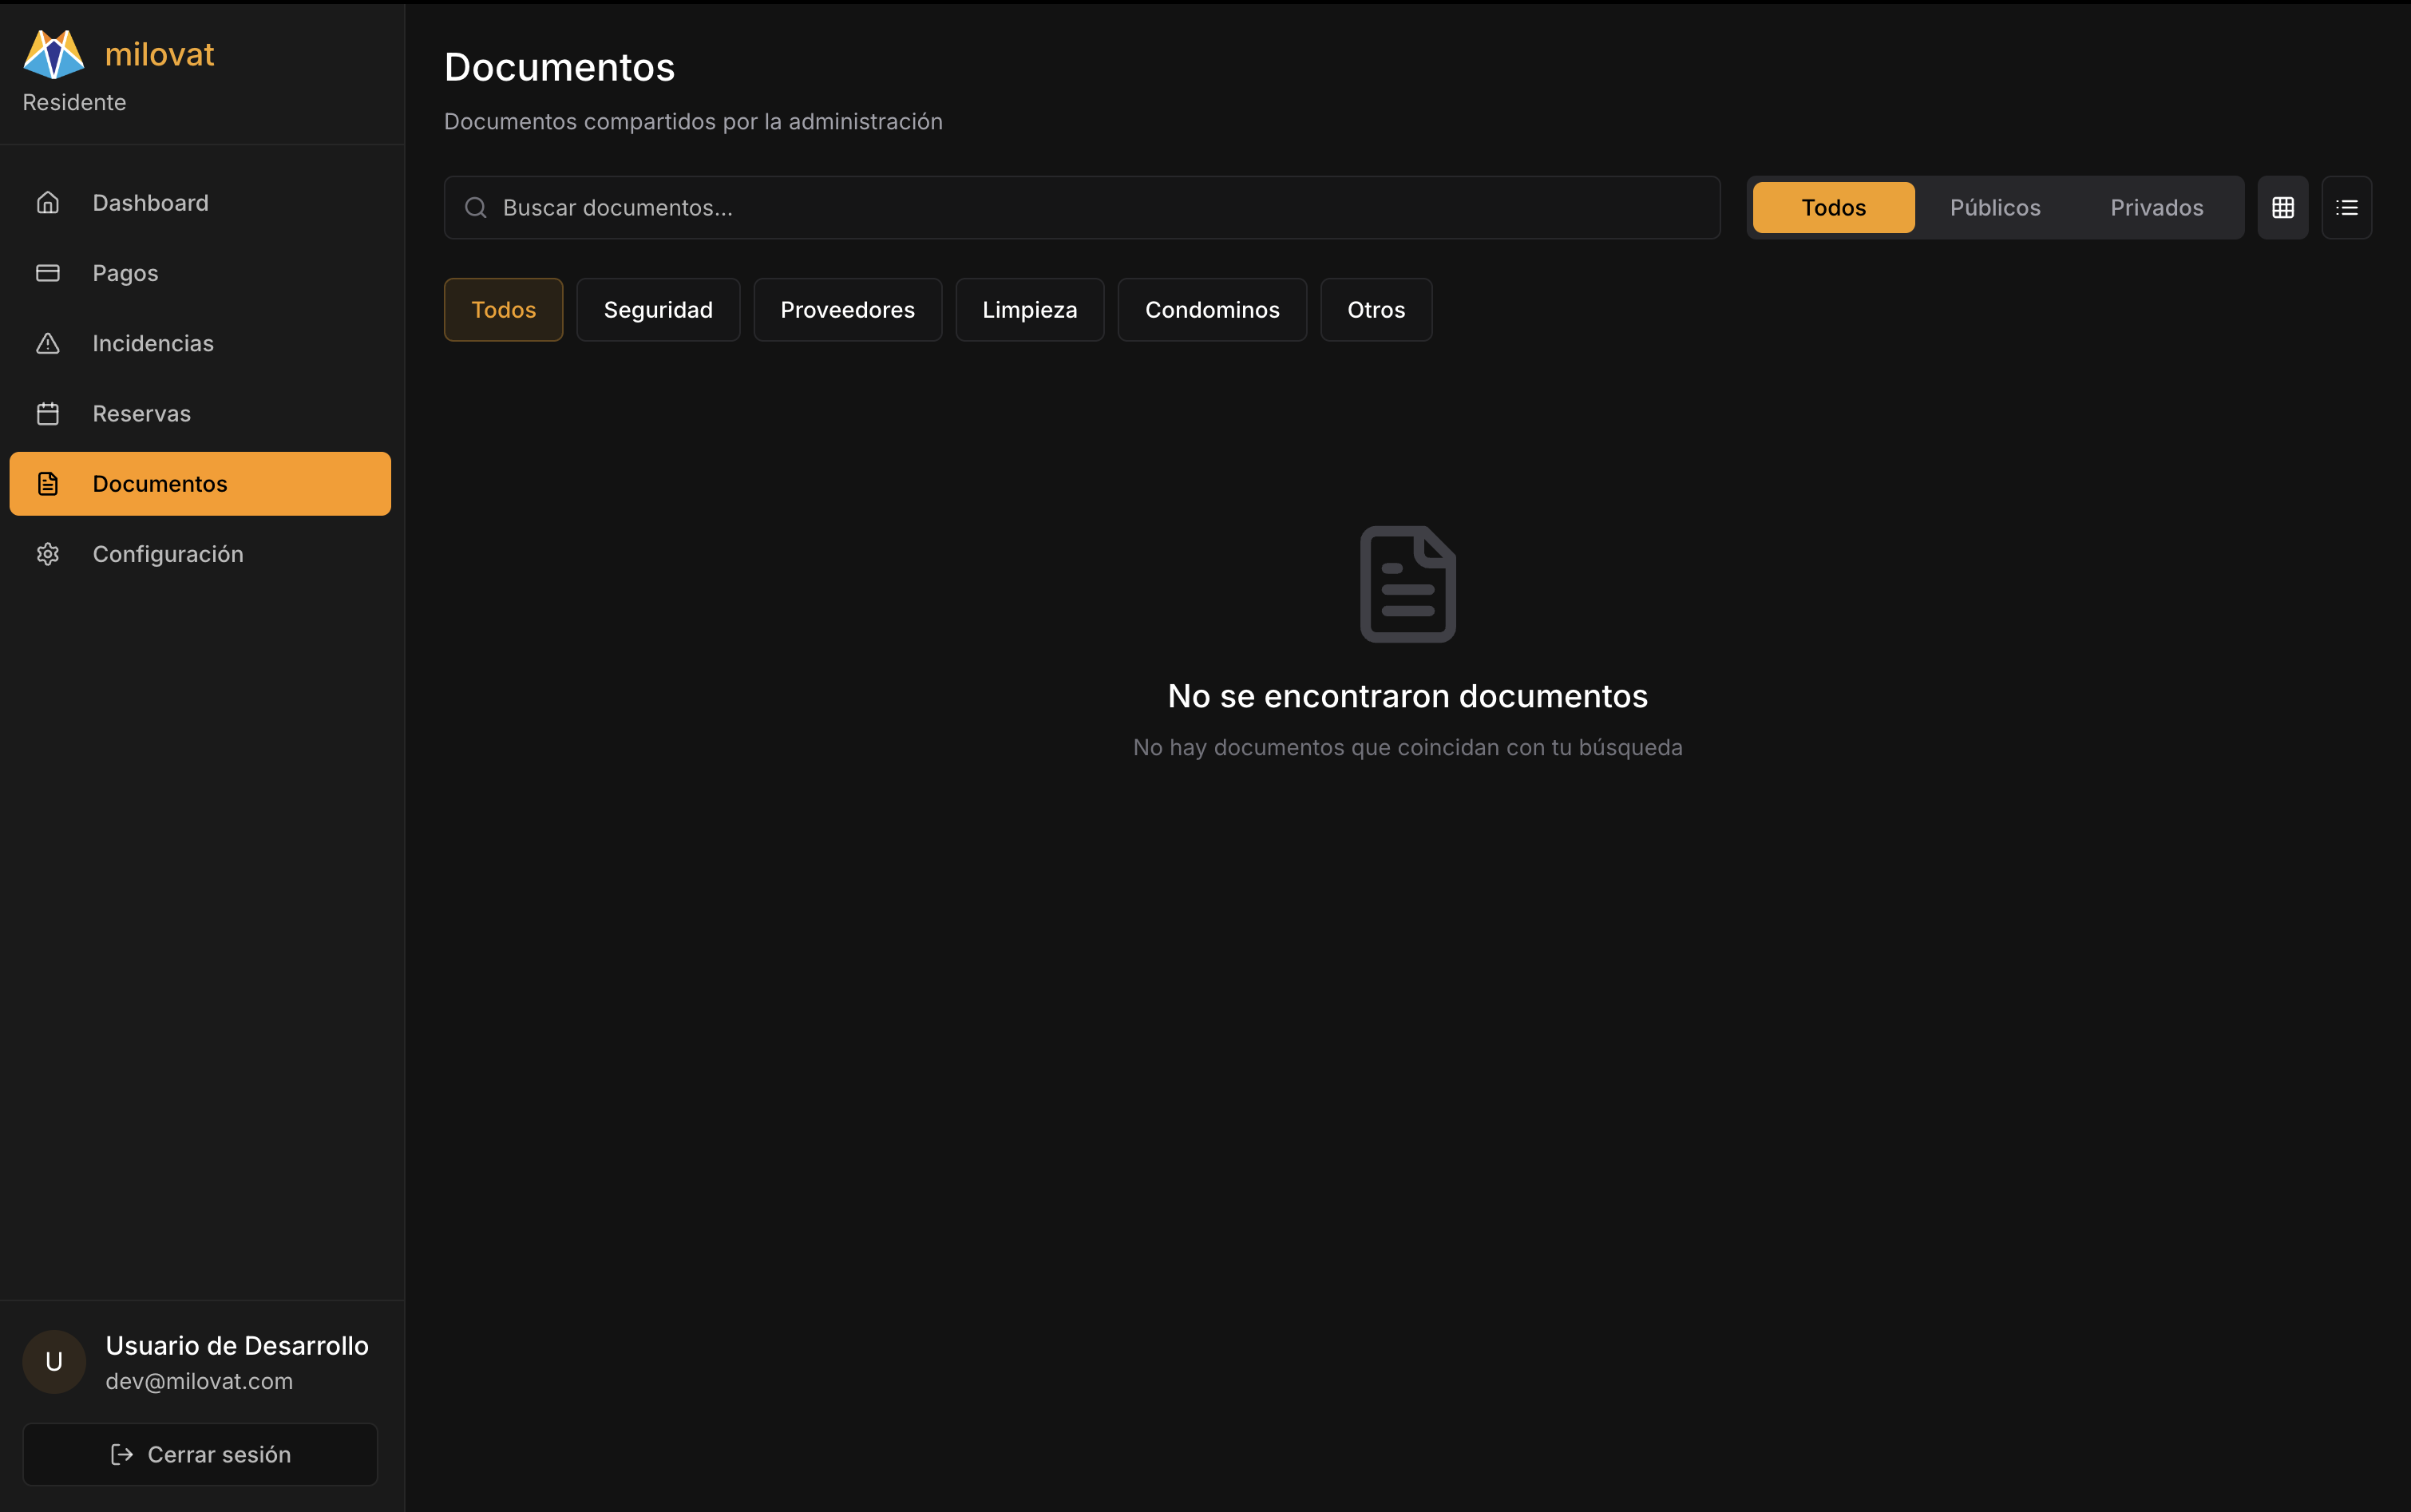 milovat
Residente
Dashboard
Pagos
Incidencias
Reservas
Documentos
Configuración
Usuario de Desarrollo
U
dev@milovat.com
Cerrar sesión
Documentos
Documentos compartidos por la administración
Buscar documentos...
Todos Públicos Privados
Todos Seguridad Proveedores Limpieza Condominos Otros
No se encontraron documentos
No hay documentos que coincidan con tu búsqueda